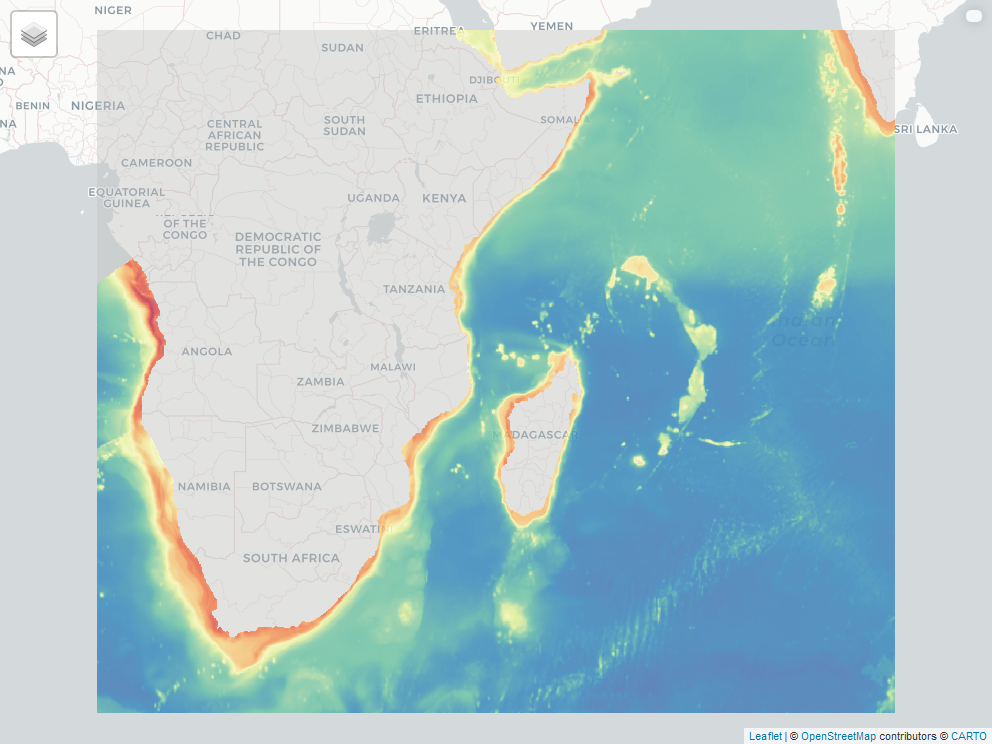 NIGER
CHAD
SUDAN
ERITREA
YEMEN
DJIBOUTI
ETHIOPIA
BENIN
NIGERIA
NA
NA
CENTRAL
AFRICAN
REPUBLIC
SOUTH
SUDAN
SOMAL
SRI LANKA
CAMEROON
EQUATORIAL
GUINEA
UGANDA
KENYA
OF THE
CONGO
DEMOCRATIC
REPUBLIC OF
THE CONGO
TANZANIA
Indian
Ocean
ANGOLA
MALAWI
ZAMBIA
ZIMBABWE
MADAGASCAR
NAMIBIA
BOTSWANA
ESWATINI
SOUTH AFRICA
Leaflet | © OpenStreetMap contributors © CARTO